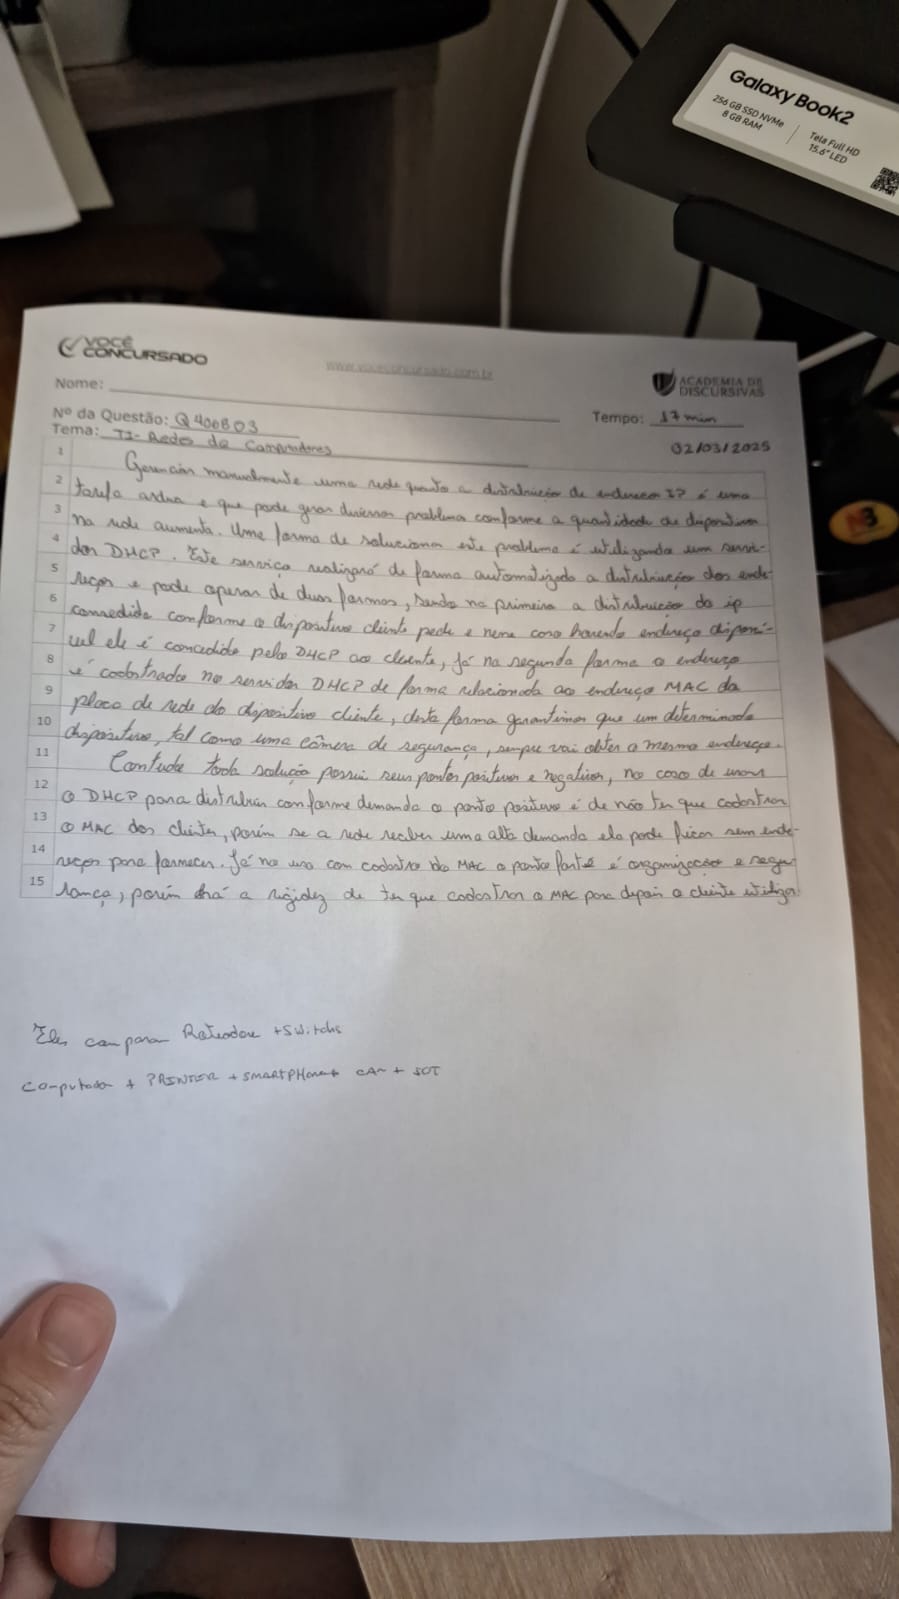 Galaxy Book2
256 GB SSD NVMe
8 GB RAM
Tela Full HD
15.6" LED
VOCÊ
CONCURSADO
www.voceconcursado.com.br
ACADEMIA DE
DISCURSIVAS
Nome:
Nº da Questão: Q400803
Tempo: 17 min
Tema: TI - Redes de Computadores
02/03/2025
1 Gerenciar manualmente uma rede quanto a distribuição de endereço IP é uma
2 tarefa ardua e que pode gerar diversos problema conforme a quantidade de dispositivos
3 na rede aumenta. Uma forma de solucionar este problema é utilizando um servi-
4 dor DHCP. Este serviço realizará de forma automatizada a distribuição dos ende-
5 reços e pode operar de duas formas, sendo na primeira a distribuição do ip
6 concedida conforme o dispositivo cliente pede e neste caso havendo endereço disponí-
7 vel ele é concedido pelo DHCP ao cliente, já na segunda forma o endereço
8 é cadastrado no servidor DHCP de forma relacionada ao endereço MAC da
9 placa de rede do dispositivo cliente, desta forma garantimos que um determinado
10 dispositivo, tal como uma câmera de segurança, sempre vai obter o mesmo endereço.
11 Contudo toda solução possui seus pontos positivos e negativos, no caso de usar
12 o DHCP para distribuir conforme demanda o ponto positivo é de não ter que cadastrar
13 o MAC dos clientes, porém se a rede receber uma alta demanda ela pode ficar sem ende-
14 reços para fornecer. Já no uso com cadastro do MAC o ponto forte é organização e segu-
15 rança, porém há a rigidez de ter que cadastrar o MAC para depois o cliente utilizar
Roteadore + Switchs
Computador + PRINTER + SMARTPHone + CAM +